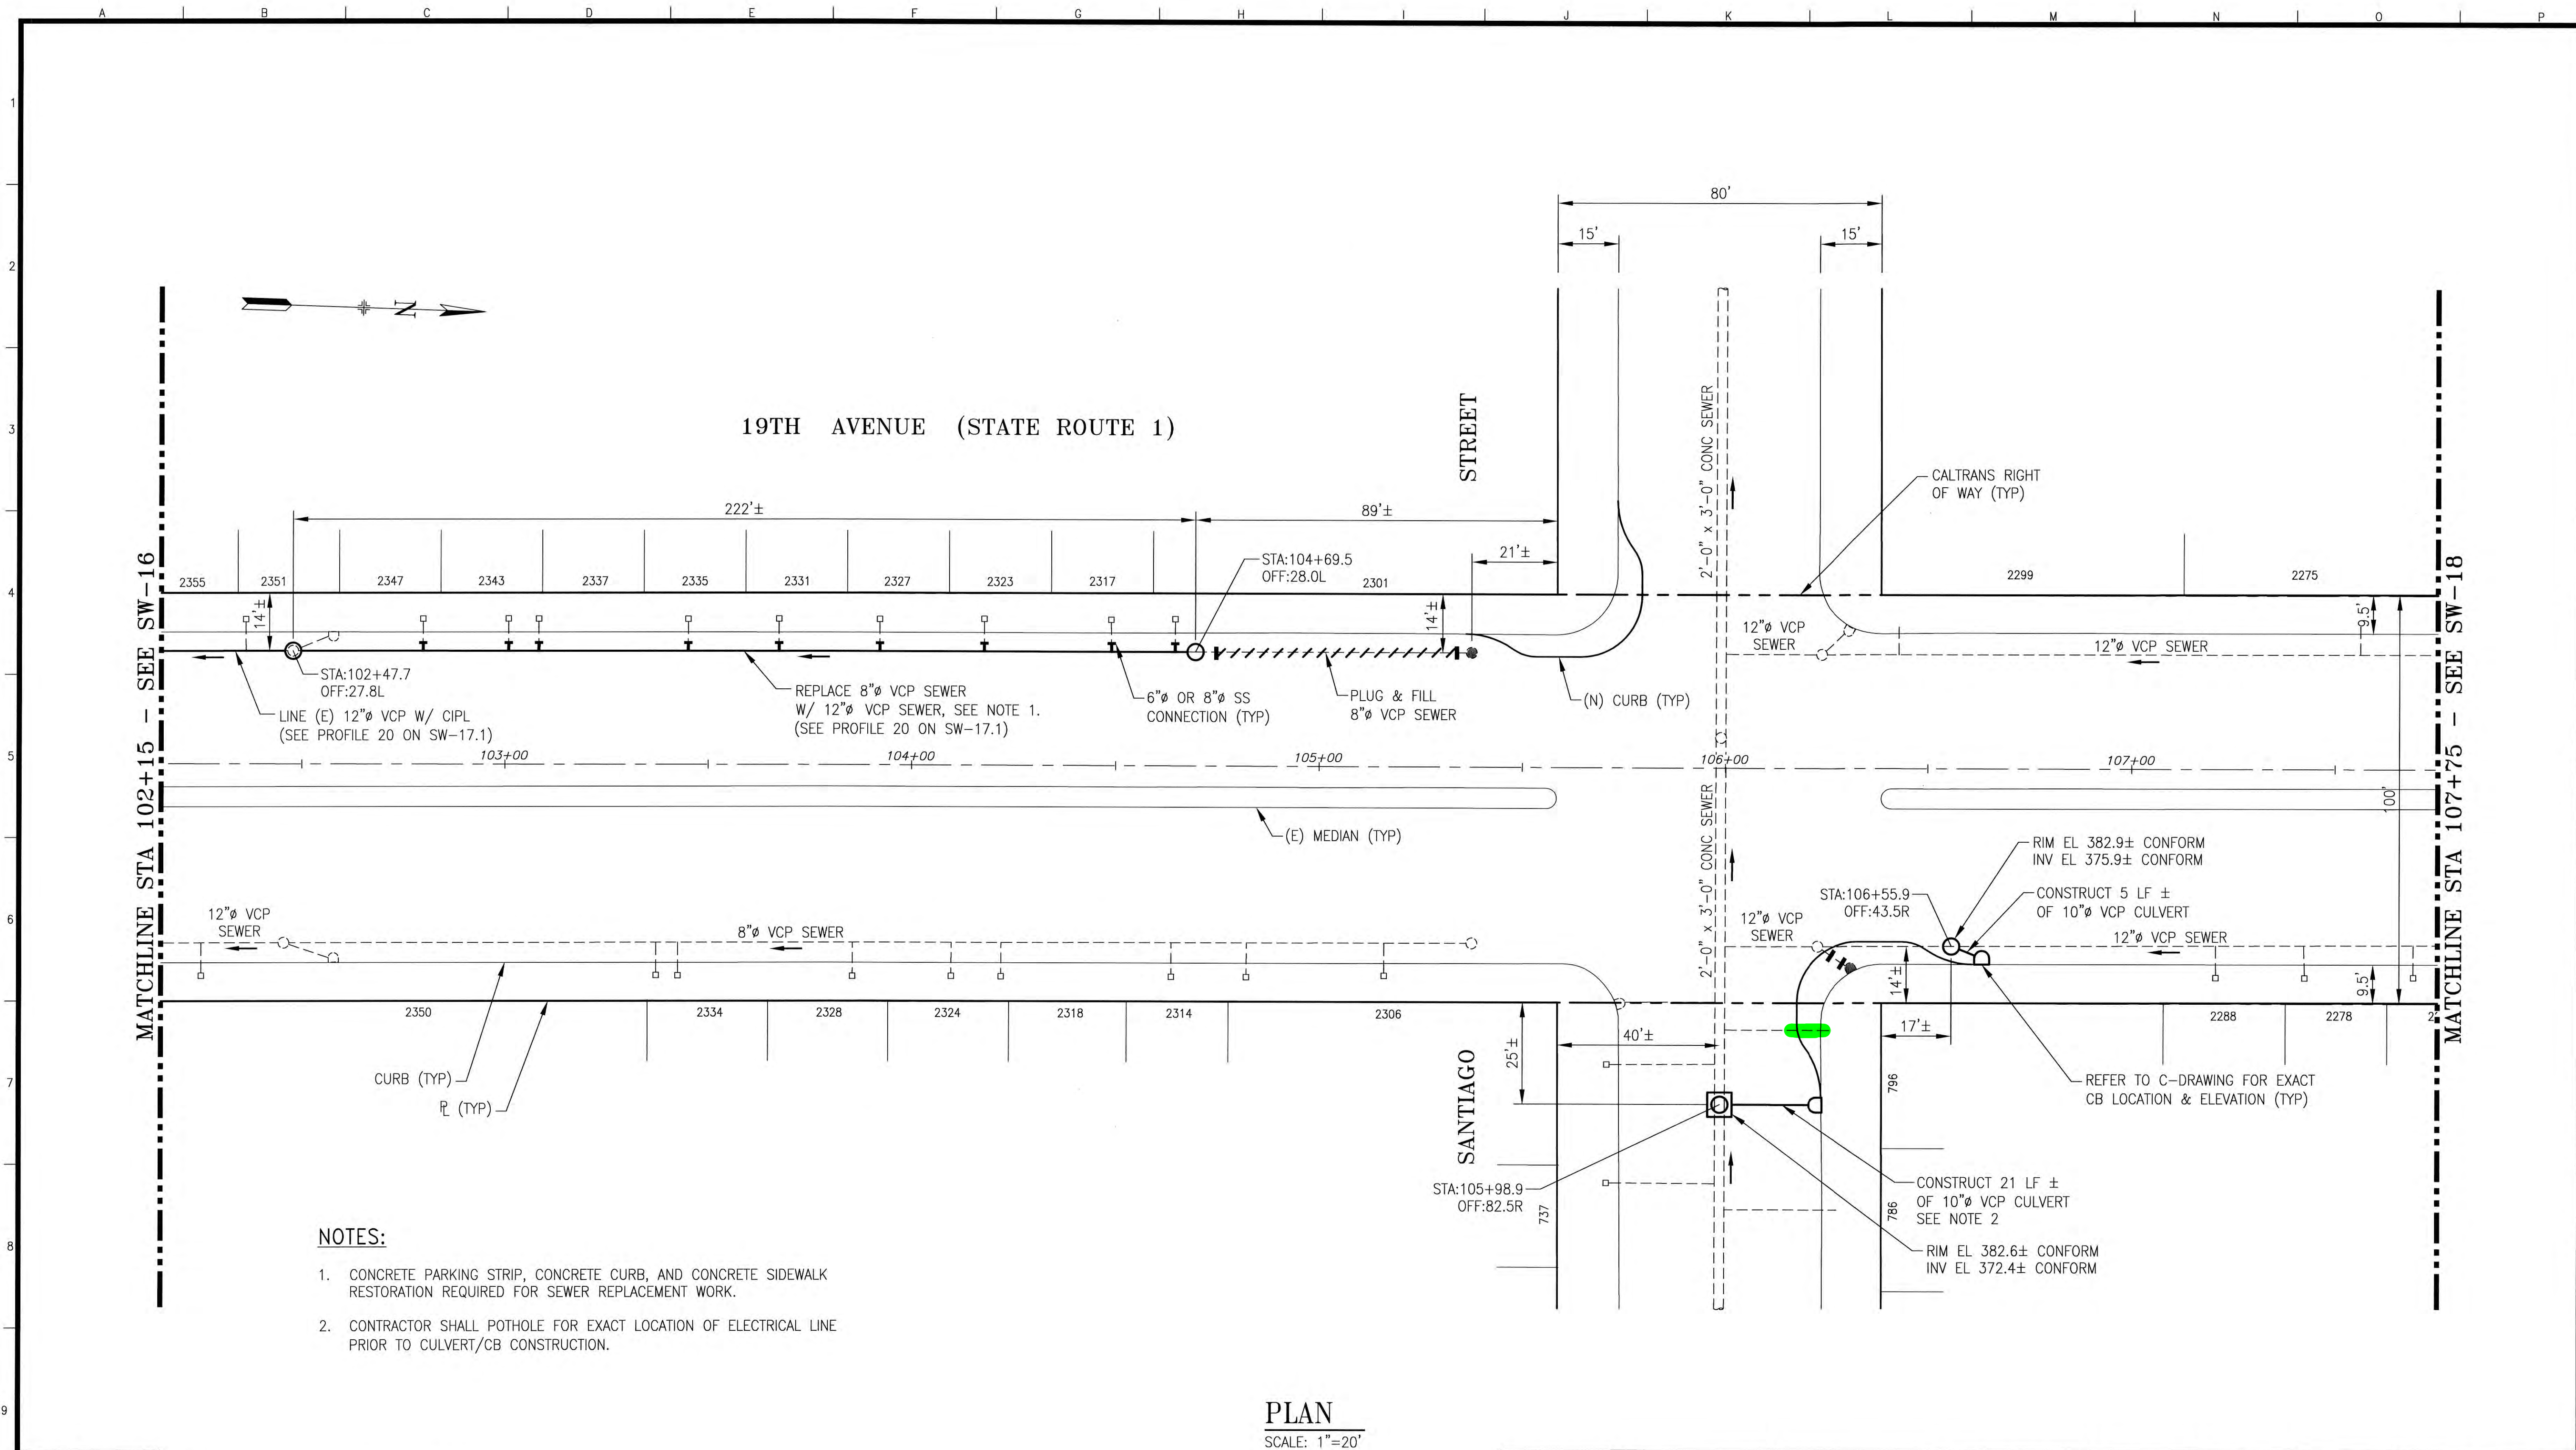 A B C D E F G H I J K L M N O P
1
2
3
4
5
6
7
8
9
80'
15'
15'
N
19TH AVENUE (STATE ROUTE 1)
STREET
2'-0" x 3'-0" CONC SEWER
CALTRANS RIGHT
OF WAY (TYP)
222'±
89'±
21'±
STA:104+69.5
OFF:28.0L
MATCHLINE STA 102+15 - SEE SW-16
2355 2351 2347 2343 2337 2335 2331 2327 2323 2317 2301 2299 2275
14'±
14'±
9.5'
12"ø VCP
SEWER
12"ø VCP SEWER
STA:102+47.7
OFF:27.8L
LINE (E) 12"ø VCP W/ CIPL
(SEE PROFILE 20 ON SW-17.1)
REPLACE 8"ø VCP SEWER
W/ 12"ø VCP SEWER, SEE NOTE 1.
(SEE PROFILE 20 ON SW-17.1)
6"ø OR 8"ø SS
CONNECTION (TYP)
PLUG & FILL
8"ø VCP SEWER
(N) CURB (TYP)
MATCHLINE STA 107+75 - SEE SW-18
103+00 104+00 105+00 106+00 107+00
100'
(E) MEDIAN (TYP)
2'-0" x 3'-0" CONC SEWER
RIM EL 382.9± CONFORM
INV EL 375.9± CONFORM
STA:106+55.9
OFF:43.5R
CONSTRUCT 5 LF ±
OF 10"ø VCP CULVERT
12"ø VCP
SEWER
8"ø VCP SEWER
12"ø VCP
SEWER
12"ø VCP SEWER
14'±
9.5'
2350 2334 2328 2324 2318 2314 2306 2288 2278
40'±
17'±
25'±
CURB (TYP)
PL (TYP)
SANTIAGO
796
REFER TO C-DRAWING FOR EXACT
CB LOCATION & ELEVATION (TYP)
STA:105+98.9
OFF:82.5R
737
786
CONSTRUCT 21 LF ±
OF 10"ø VCP CULVERT
SEE NOTE 2
RIM EL 382.6± CONFORM
INV EL 372.4± CONFORM
NOTES:
1. CONCRETE PARKING STRIP, CONCRETE CURB, AND CONCRETE SIDEWALK
RESTORATION REQUIRED FOR SEWER REPLACEMENT WORK.
2. CONTRACTOR SHALL POTHOLE FOR EXACT LOCATION OF ELECTRICAL LINE
PRIOR TO CULVERT/CB CONSTRUCTION.
PLAN
SCALE: 1"=20'